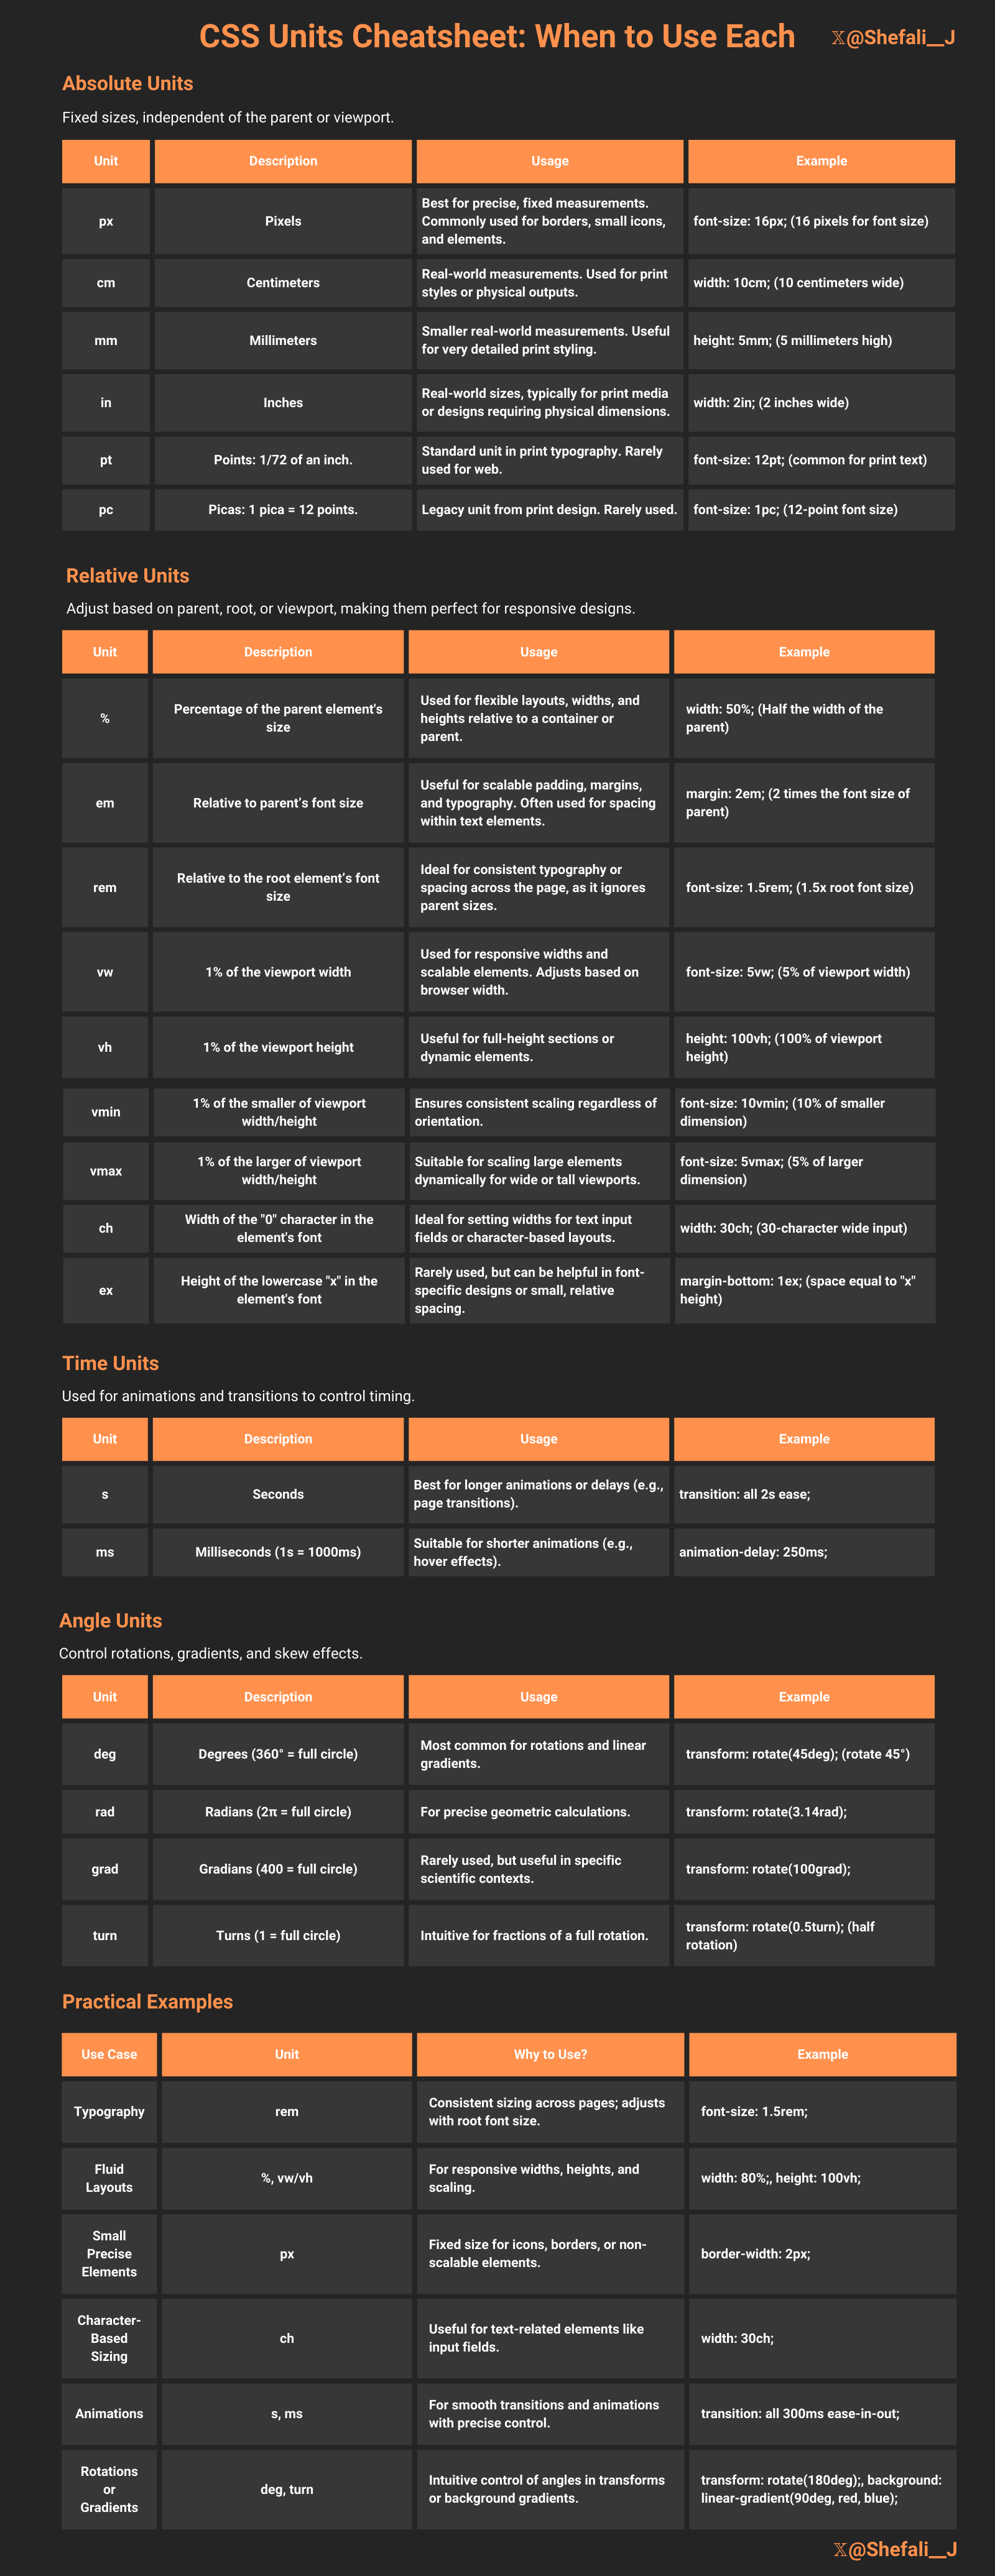 CSS Units Cheatsheet: When to Use Each
𝕏@Shefali__J
Absolute Units
Fixed sizes, independent of the parent or viewport.
Unit
Description
Usage
Example
px
Pixels
Best for precise, fixed measurements.
Commonly used for borders, small icons,
and elements.
font-size: 16px; (16 pixels for font size)
cm
Centimeters
Real-world measurements. Used for print
styles or physical outputs.
width: 10cm; (10 centimeters wide)
mm
Millimeters
Smaller real-world measurements. Useful
for very detailed print styling.
height: 5mm; (5 millimeters high)
in
Inches
Real-world sizes, typically for print media
or designs requiring physical dimensions.
width: 2in; (2 inches wide)
pt
Points: 1/72 of an inch.
Standard unit in print typography. Rarely
used for web.
font-size: 12pt; (common for print text)
pc
Picas: 1 pica = 12 points.
Legacy unit from print design. Rarely used.
font-size: 1pc; (12-point font size)
Relative Units
Adjust based on parent, root, or viewport, making them perfect for responsive designs.
Unit
Description
Usage
Example
%
Percentage of the parent element's
size
Used for flexible layouts, widths, and
heights relative to a container or
parent.
width: 50%; (Half the width of the
parent)
em
Relative to parent’s font size
Useful for scalable padding, margins,
and typography. Often used for spacing
within text elements.
margin: 2em; (2 times the font size of
parent)
rem
Relative to the root element’s font
size
Ideal for consistent typography or
spacing across the page, as it ignores
parent sizes.
font-size: 1.5rem; (1.5x root font size)
vw
1% of the viewport width
Used for responsive widths and
scalable elements. Adjusts based on
browser width.
font-size: 5vw; (5% of viewport width)
vh
1% of the viewport height
Useful for full-height sections or
dynamic elements.
height: 100vh; (100% of viewport
height)
vmin
1% of the smaller of viewport
width/height
Ensures consistent scaling regardless of
orientation.
font-size: 10vmin; (10% of smaller
dimension)
vmax
1% of the larger of viewport
width/height
Suitable for scaling large elements
dynamically for wide or tall viewports.
font-size: 5vmax; (5% of larger
dimension)
ch
Width of the "0" character in the
element's font
Ideal for setting widths for text input
fields or character-based layouts.
width: 30ch; (30-character wide input)
ex
Height of the lowercase "x" in the
element's font
Rarely used, but can be helpful in font-
specific designs or small, relative
spacing.
margin-bottom: 1ex; (space equal to "x"
height)
Time Units
Used for animations and transitions to control timing.
Unit
Description
Usage
Example
s
Seconds
Best for longer animations or delays (e.g.,
page transitions).
transition: all 2s ease;
ms
Milliseconds (1s = 1000ms)
Suitable for shorter animations (e.g.,
hover effects).
animation-delay: 250ms;
Angle Units
Control rotations, gradients, and skew effects.
Unit
Description
Usage
Example
deg
Degrees (360° = full circle)
Most common for rotations and linear
gradients.
transform: rotate(45deg); (rotate 45°)
rad
Radians (2π = full circle)
For precise geometric calculations.
transform: rotate(3.14rad);
grad
Gradians (400 = full circle)
Rarely used, but useful in specific
scientific contexts.
transform: rotate(100grad);
turn
Turns (1 = full circle)
Intuitive for fractions of a full rotation.
transform: rotate(0.5turn); (half
rotation)
Practical Examples
Use Case
Unit
Why to Use?
Example
Typography
rem
Consistent sizing across pages; adjusts
with root font size.
font-size: 1.5rem;
Fluid
Layouts
%, vw/vh
For responsive widths, heights, and
scaling.
width: 80%;, height: 100vh;
Small
Precise
Elements
px
Fixed size for icons, borders, or non-
scalable elements.
border-width: 2px;
Character-
Based
Sizing
ch
Useful for text-related elements like
input fields.
width: 30ch;
Animations
s, ms
For smooth transitions and animations
with precise control.
transition: all 300ms ease-in-out;
Rotations
or
Gradients
deg, turn
Intuitive control of angles in transforms
or background gradients.
transform: rotate(180deg);, background:
linear-gradient(90deg, red, blue);
𝕏@Shefali__J